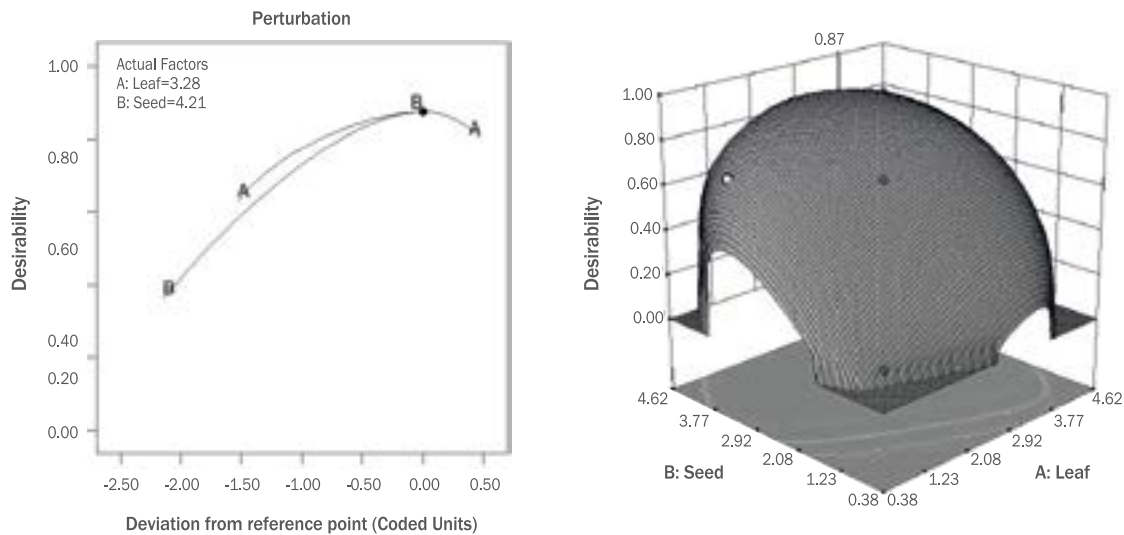 Perturbation
Actual Factors
A: Leaf=3.28
B: Seed=4.21
Desirability
1.00
0.80
0.60
0.40
0.20
0.00
B
A
A
B
-2.50 -2.00 -1.50 -1.00 -0.50 0.00 0.50
Deviation from reference point (Coded Units)
0.87
Desirability
1.00
0.80
0.60
0.40
0.20
0.00
4.62
3.77
2.92
2.08
1.23
0.38
B: Seed
0.38
1.23
2.08
2.92
3.77
4.62
A: Leaf